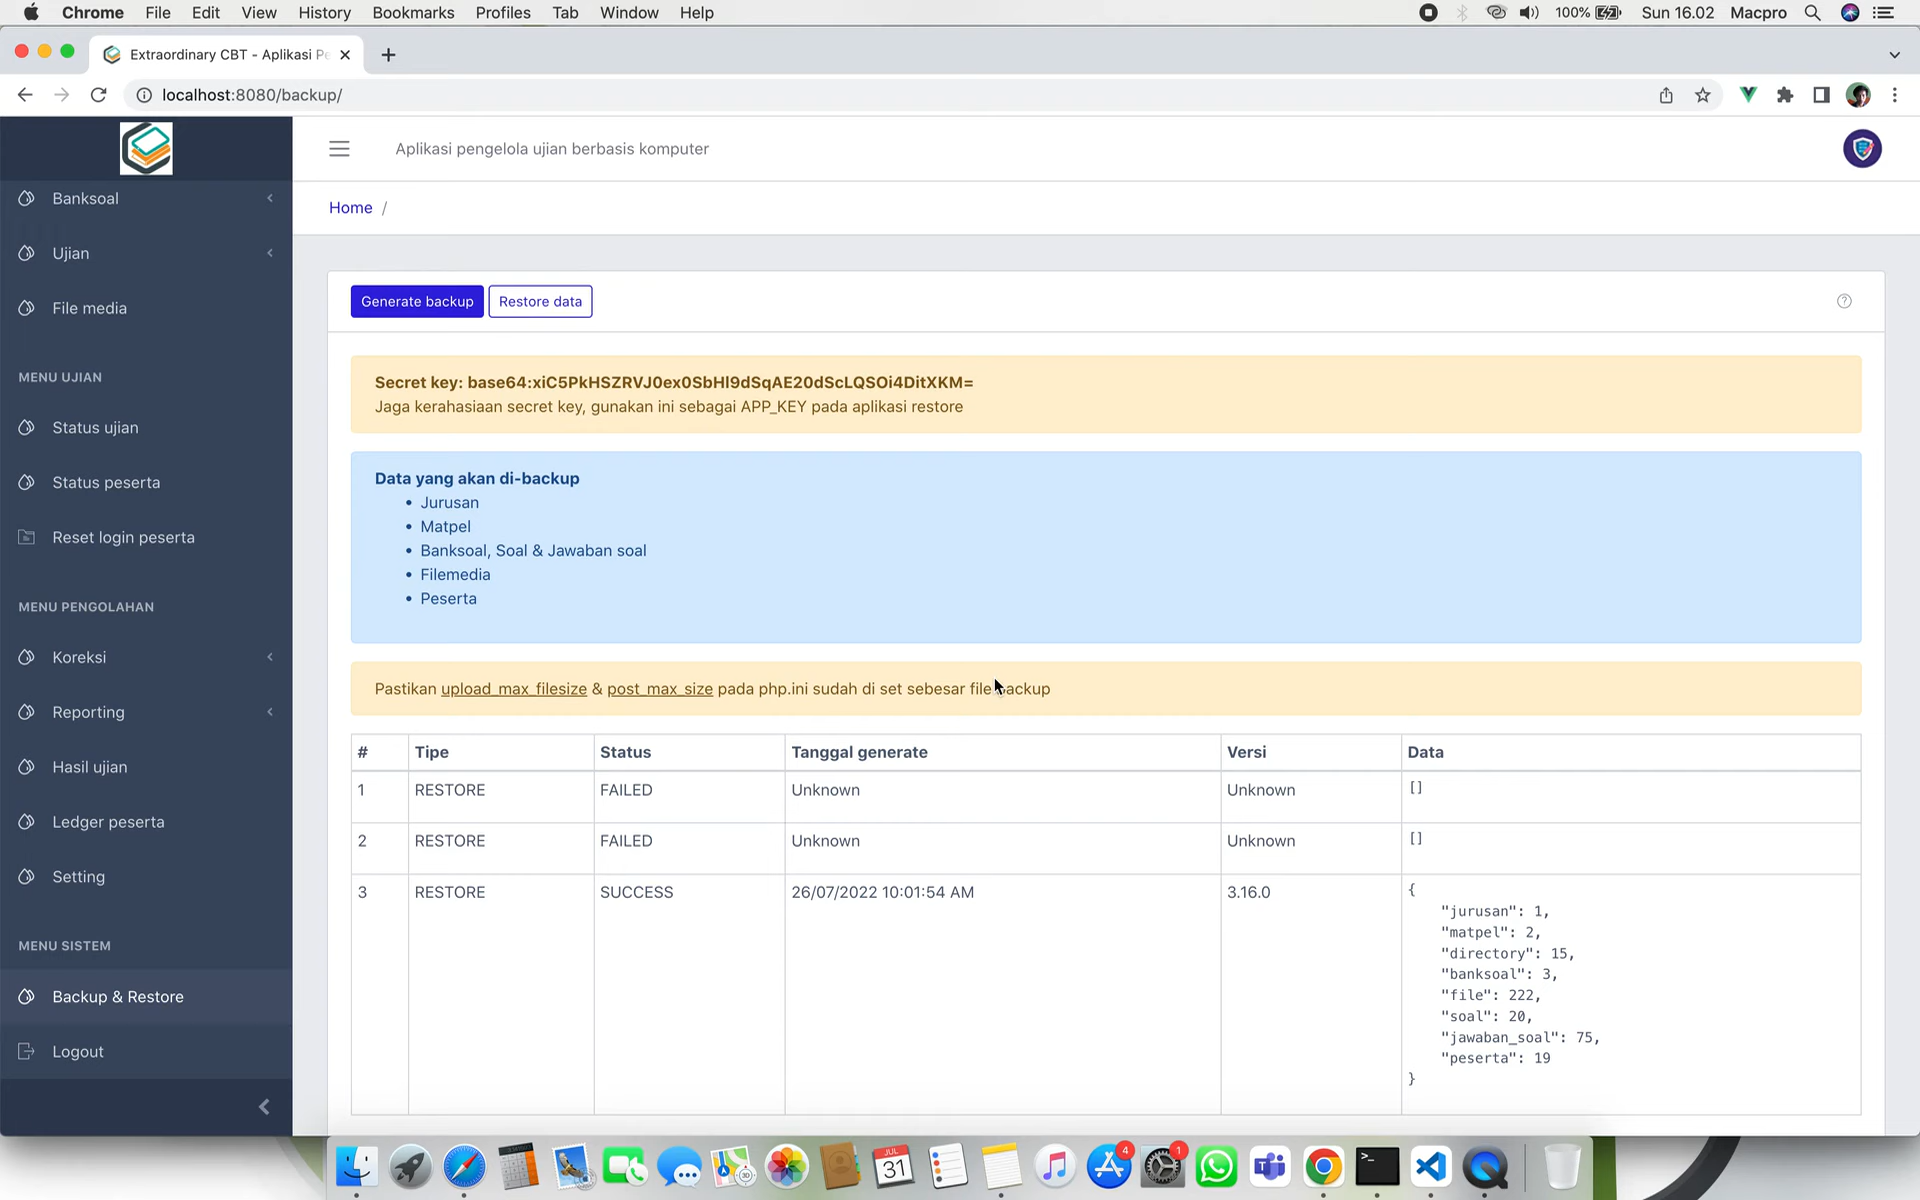 Chrome File Edit View History Bookmarks Profiles Tab Window Help 100% Sun 16.02 Macpro
Extraordinary CBT - Aplikasi Pe
localhost:8080/backup/
Aplikasi pengelola ujian berbasis komputer
Home /
Banksoal
Ujian
File media
MENU UJIAN
Status ujian
Status peserta
Reset login peserta
MENU PENGOLAHAN
Koreksi
Reporting
Hasil ujian
Ledger peserta
Setting
MENU SISTEM
Backup & Restore
Logout
Generate backup Restore data
Secret key: base64:xiC5PkHSZRVJ0ex0SbHI9dSqAE20dScLQSOi4DitXKM=
Jaga kerahasiaan secret key, gunakan ini sebagai APP_KEY pada aplikasi restore
Data yang akan di-backup
• Jurusan
• Matpel
• Banksoal, Soal & Jawaban soal
• Filemedia
• Peserta
Pastikan upload_max_filesize & post_max_size pada php.ini sudah di set sebesar file backup
# Tipe Status Tanggal generate Versi Data
1 RESTORE FAILED Unknown Unknown []
2 RESTORE FAILED Unknown Unknown []
3 RESTORE SUCCESS 26/07/2022 10:01:54 AM 3.16.0 {
"jurusan": 1,
"matpel": 2,
"directory": 15,
"banksoal": 3,
"file": 222,
"soal": 20,
"jawaban_soal": 75,
"peserta": 19
}
JUL
31
4
1